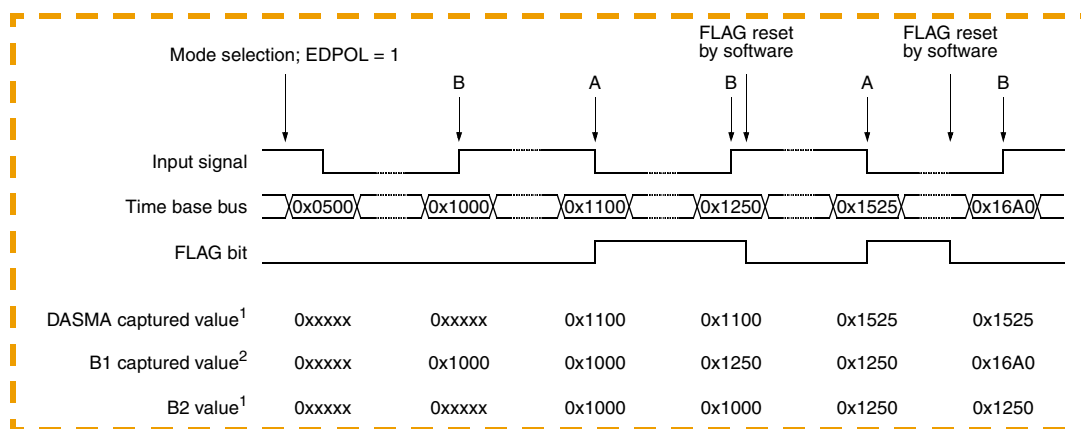 FLAG reset
by software
FLAG reset
by software
Mode selection; EDPOL = 1
B A B A B
Input signal
Time base bus 0x0500 0x1000 0x1100 0x1250 0x1525 0x16A0
FLAG bit
DASMA captured value1 0xxxxx 0xxxxx 0x1100 0x1100 0x1525 0x1525
B1 captured value2 0xxxxx 0x1000 0x1000 0x1250 0x1250 0x16A0
B2 value1 0xxxxx 0xxxxx 0x1000 0x1000 0x1250 0x1250